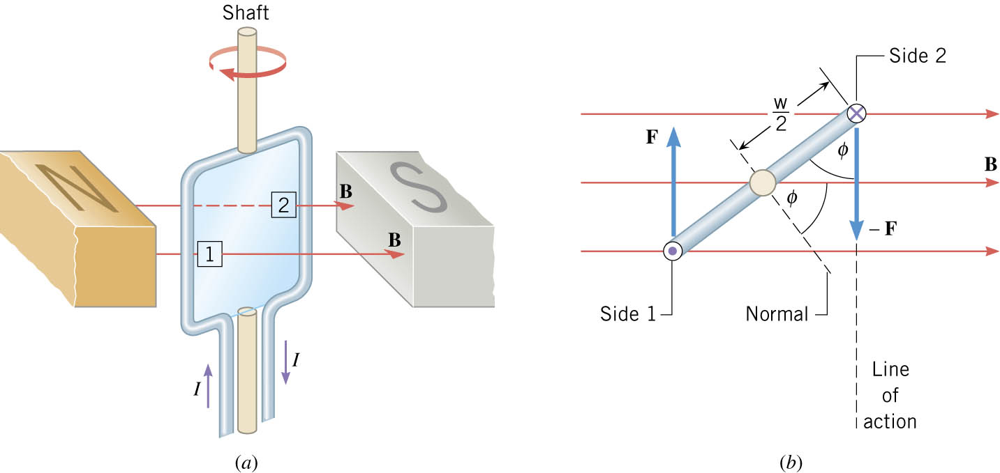 Shaft
N
S
2
B
1
B
I
I
(a)
Side 2
w
2
F
ϕ
B
ϕ
– F
Side 1
Normal
Line
of
action
(b)